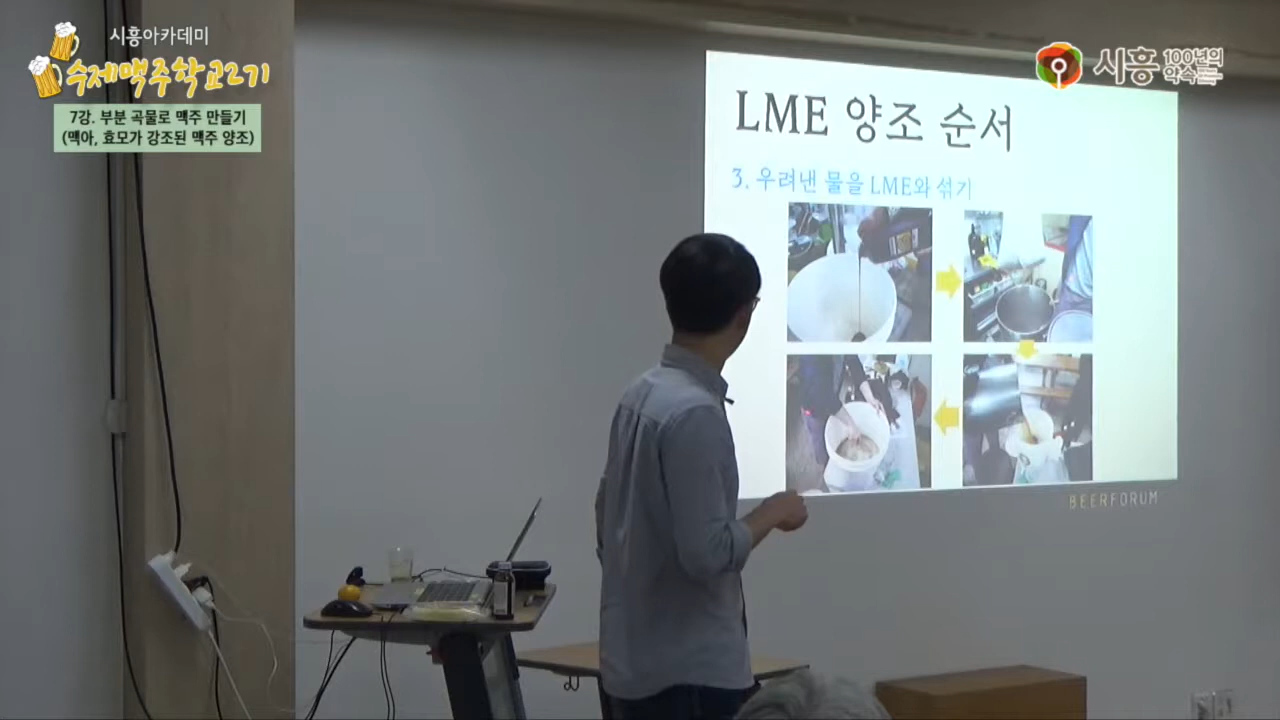 시흥아카데미
수제맥주학교2기
7강. 부분 곡물로 맥주 만들기
(맥아, 효모가 강조된 맥주 양조)
시흥 100년의
약속
LME 양조 순서
3. 우려낸 물을 LME와 섞기
BEERFORUM